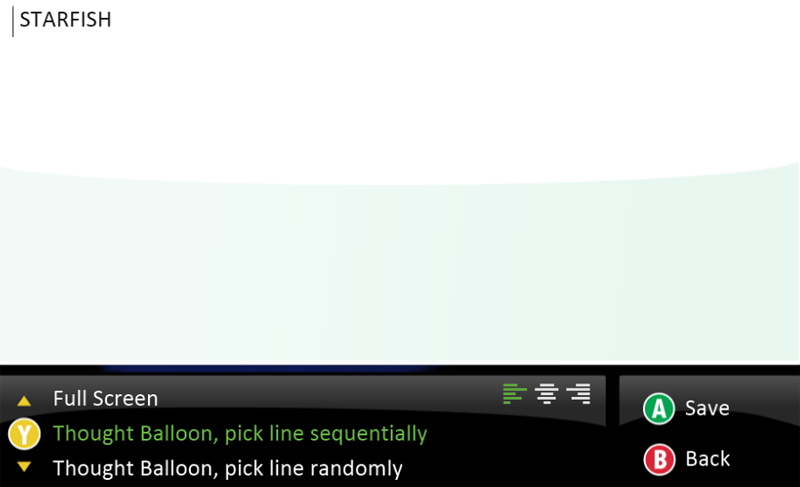 STARFISH
Full Screen
Y Thought Balloon, pick line sequentially
Thought Balloon, pick line randomly
A Save
B Back